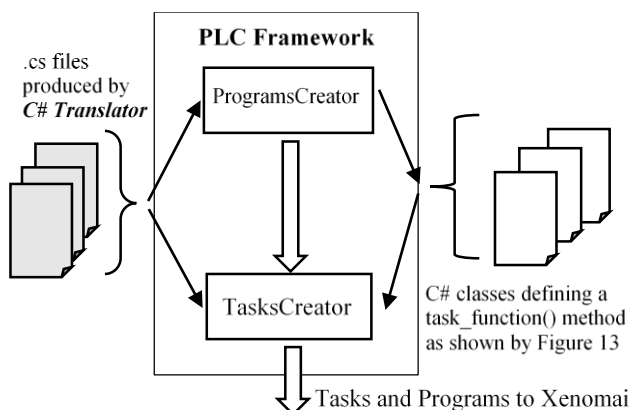 PLC Framework
.cs files
produced by
C# Translator
ProgramsCreator
TasksCreator
C# classes defining a
task_function() method
as shown by Figure 13
Tasks and Programs to Xenomai